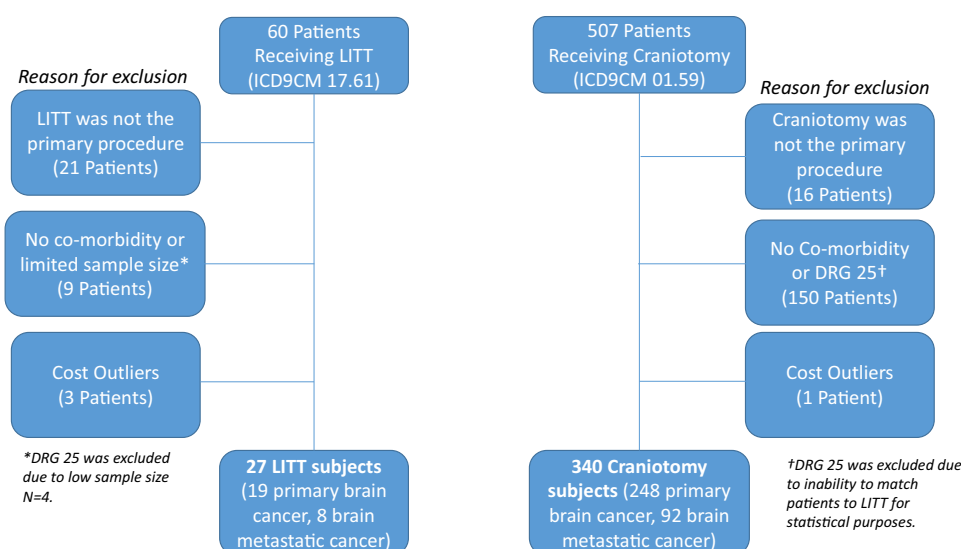 60 Patients
Receiving LITT
(ICD9CM 17.61)
Reason for exclusion
LITT was not the
primary procedure
(21 Patients)
No co-morbidity or
limited sample size*
(9 Patients)
Cost Outliers
(3 Patients)
*DRG 25 was excluded
due to low sample size
N=4.
27 LITT subjects
(19 primary brain
cancer, 8 brain
metastatic cancer)
507 Patients
Receiving Craniotomy
(ICD9CM 01.59)
Reason for exclusion
Craniotomy was
not the primary
procedure
(16 Patients)
No Co-morbidity
or DRG 25†
(150 Patients)
Cost Outliers
(1 Patient)
340 Craniotomy
subjects (248 primary
brain cancer, 92 brain
metastatic cancer)
†DRG 25 was excluded due
to inability to match
patients to LITT for
statistical purposes.